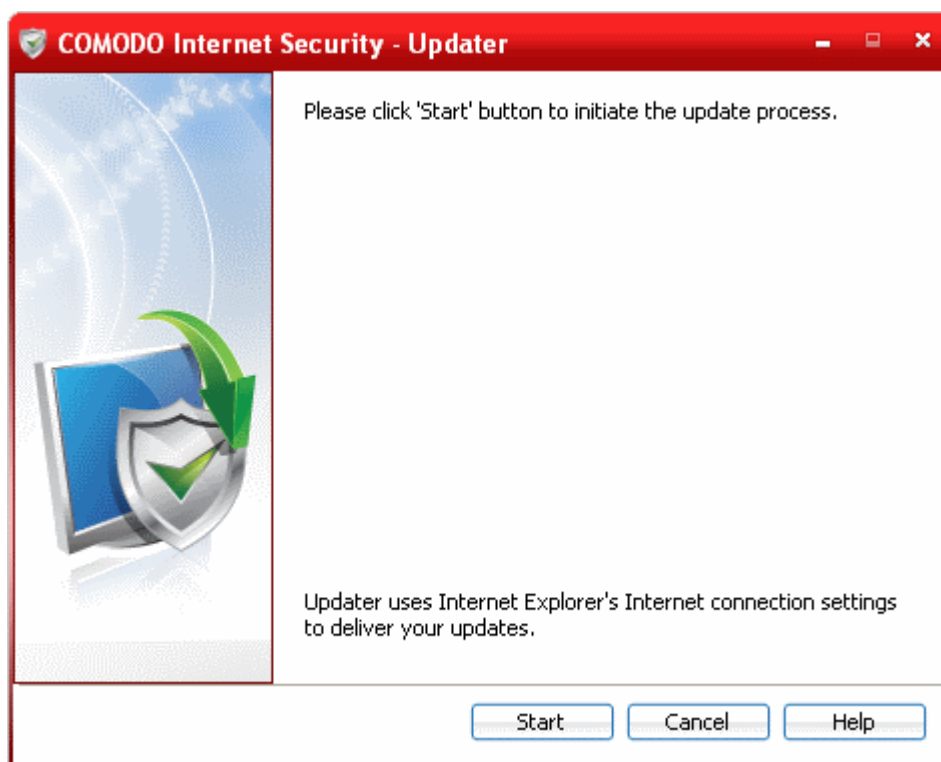 COMODO Internet Security - Updater
Please click 'Start' button to initiate the update process.
Updater uses Internet Explorer's Internet connection settings
to deliver your updates.
Start
Cancel
Help